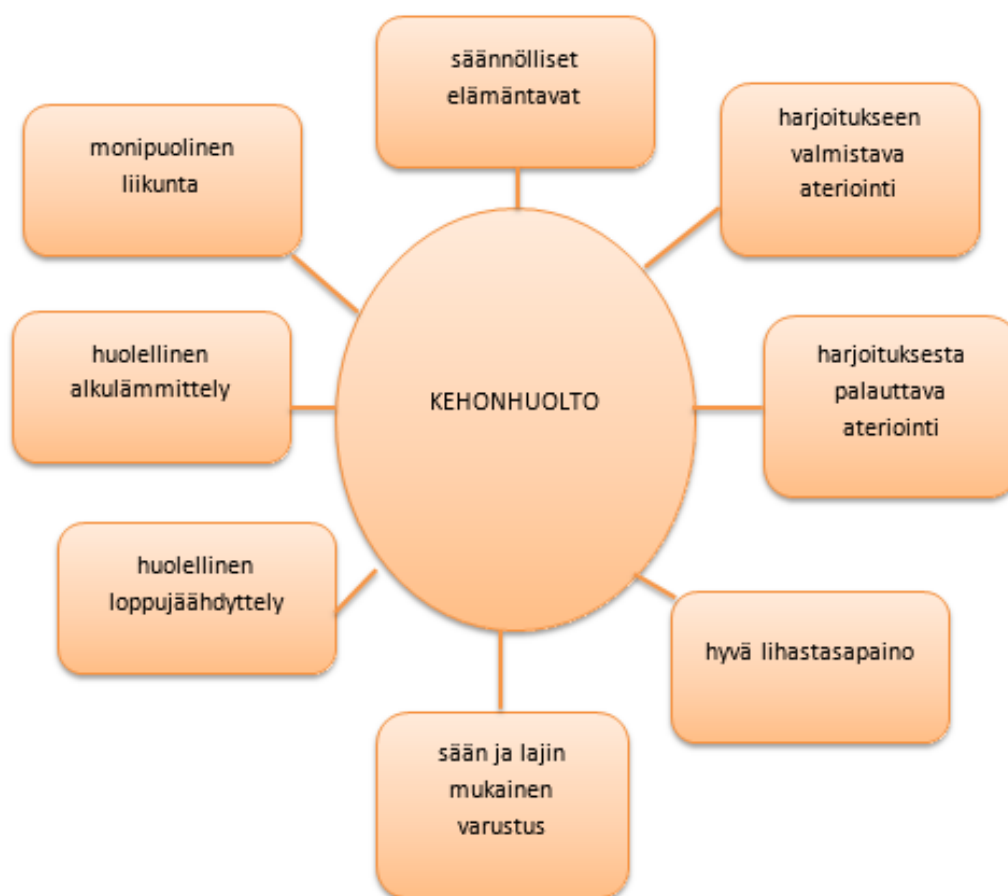 säännölliset
elämäntavat
harjoitukseen
valmistava
ateriointi
monipuolinen
liikunta
huolellinen
alkulämmittely
KEHONHUOLTO
harjoituksesta
palauttava
ateriointi
huolellinen
loppujäähdyttely
hyvä lihastasapaino
sään ja lajin
mukainen
varustus